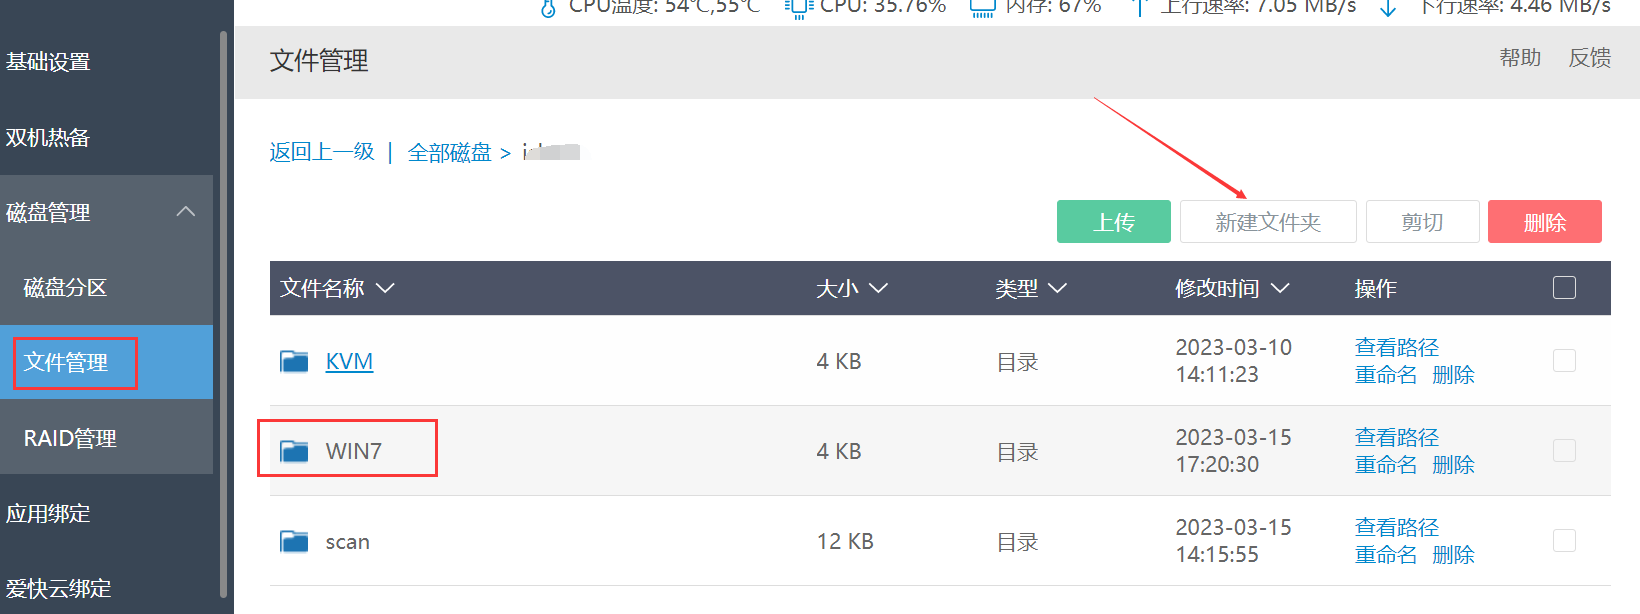 CPU温度: 54℃,55℃ CPU: 35.76% 内存: 67% 上行速率: 7.05 MB/s 下行速率: 4.46 MB/s
基础设置
双机热备
磁盘管理
磁盘分区
文件管理
RAID管理
应用绑定
爱快云绑定
文件管理
帮助 反馈
返回上一级 | 全部磁盘 >
上传 新建文件夹 剪切 删除
文件名称 大小 类型 修改时间 操作
KVM 4 KB 目录 2023-03-10 查看路径
14:11:23 重命名 删除
WIN7 4 KB 目录 2023-03-15 查看路径
17:20:30 重命名 删除
scan 12 KB 目录 2023-03-15 查看路径
14:15:55 重命名 删除